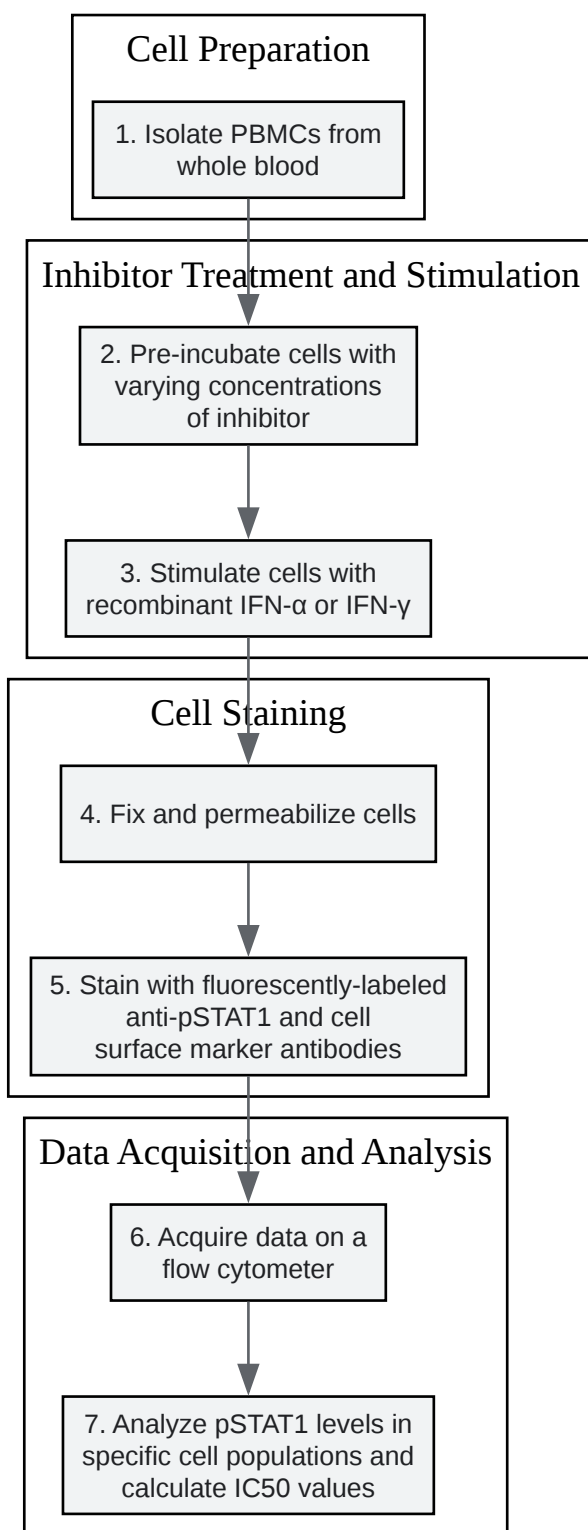 Cell Preparation
1. Isolate PBMCs from
whole blood
Inhibitor Treatment and Stimulation
2. Pre-incubate cells with
varying concentrations
of inhibitor
3. Stimulate cells with
recombinant IFN-α or IFN-γ
Cell Staining
4. Fix and permeabilize cells
5. Stain with fluorescently-labeled
anti-pSTAT1 and cell
surface marker antibodies
Data Acquisition and Analysis
6. Acquire data on a
flow cytometer
7. Analyze pSTAT1 levels in
specific cell populations and
calculate IC50 values